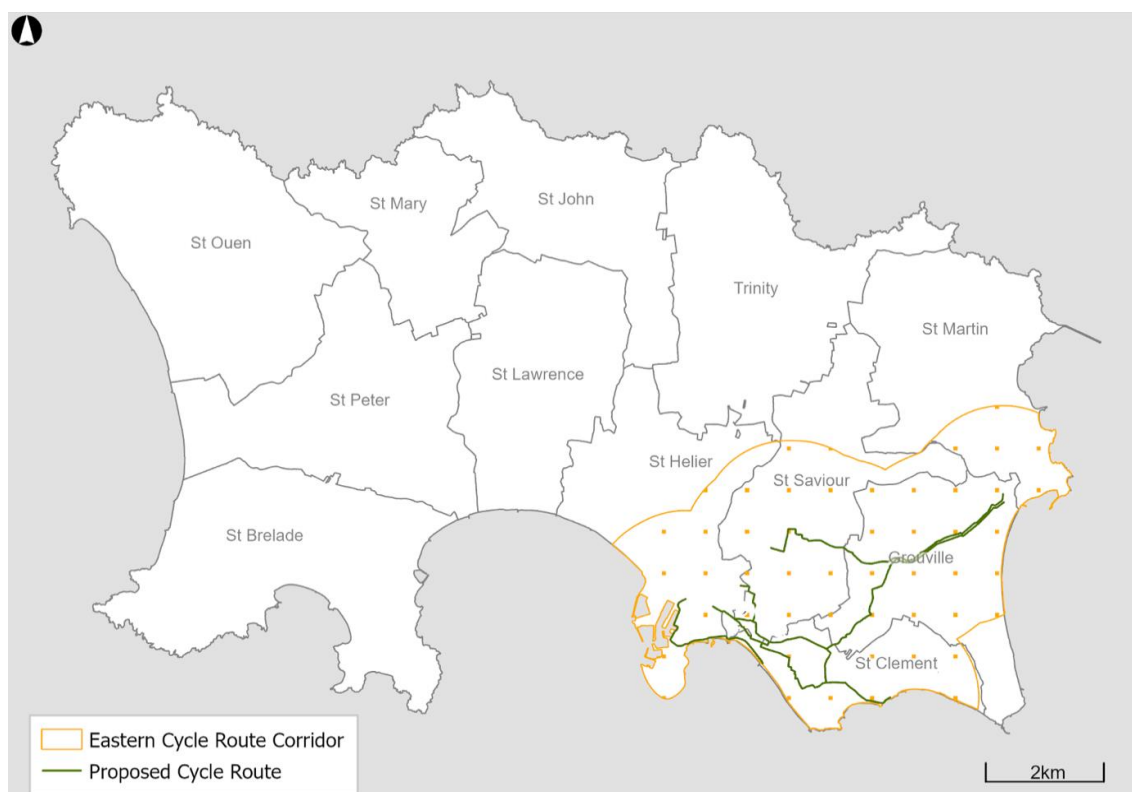 St Mary
St John
St Ouen
Trinity
St Martin
St Lawrence
St Peter
St Helier
St Saviour
St Brelade
Grouville
St Clement
Eastern Cycle Route Corridor
Proposed Cycle Route
2km